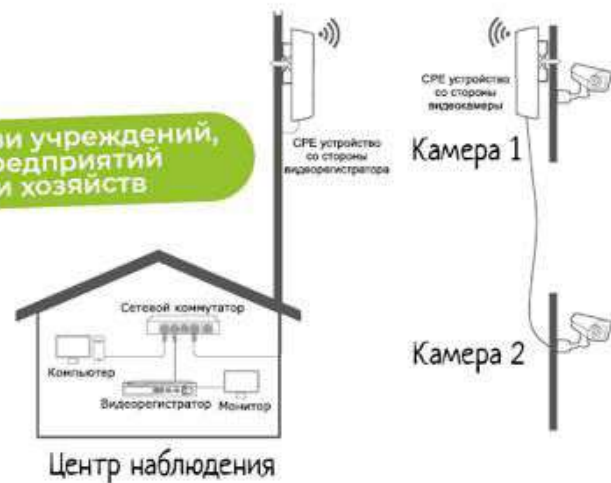 зи учреждений,
редприятий
и хозяйств
CPE устройство
со стороны
видеорегистратора
CPE устройство
со стороны
видеокамеры
Камера 1
Сетевой коммутатор
Компьютер
Видеорегистратор
Монитор
Камера 2
Центр наблюдения